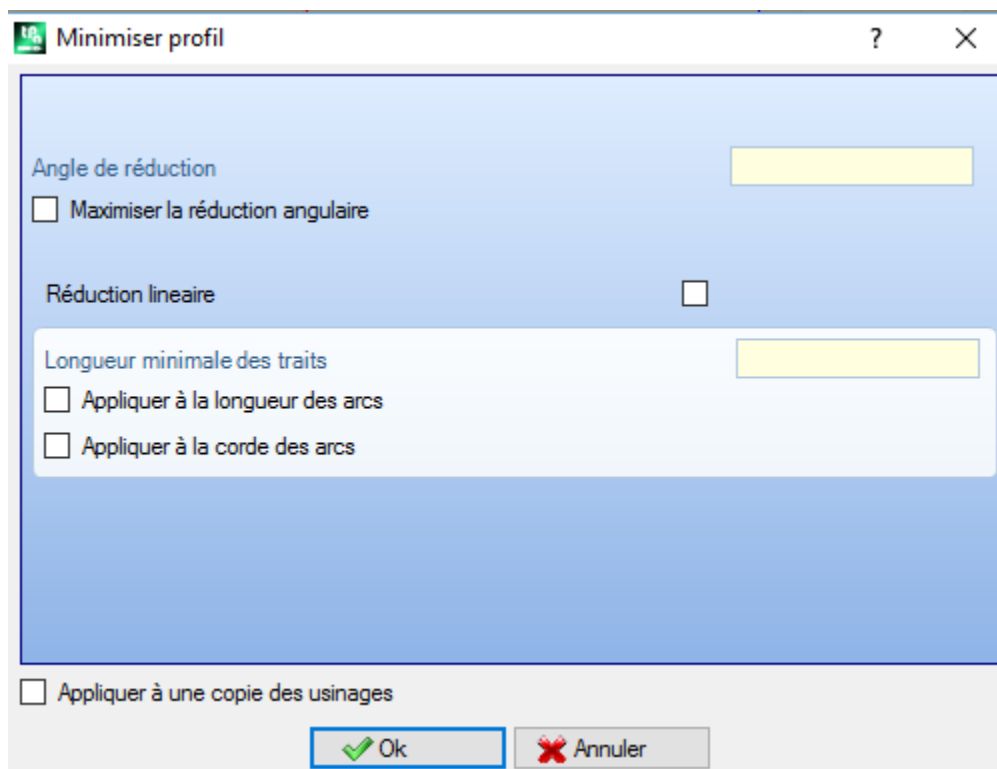 Minimiser profil
?
Angle de réduction
Maximiser la réduction angulaire
Réduction lineaire
Longueur minimale des traits
Appliquer à la longueur des arcs
Appliquer à la corde des arcs
Appliquer à une copie des usinages
Ok
Annuler